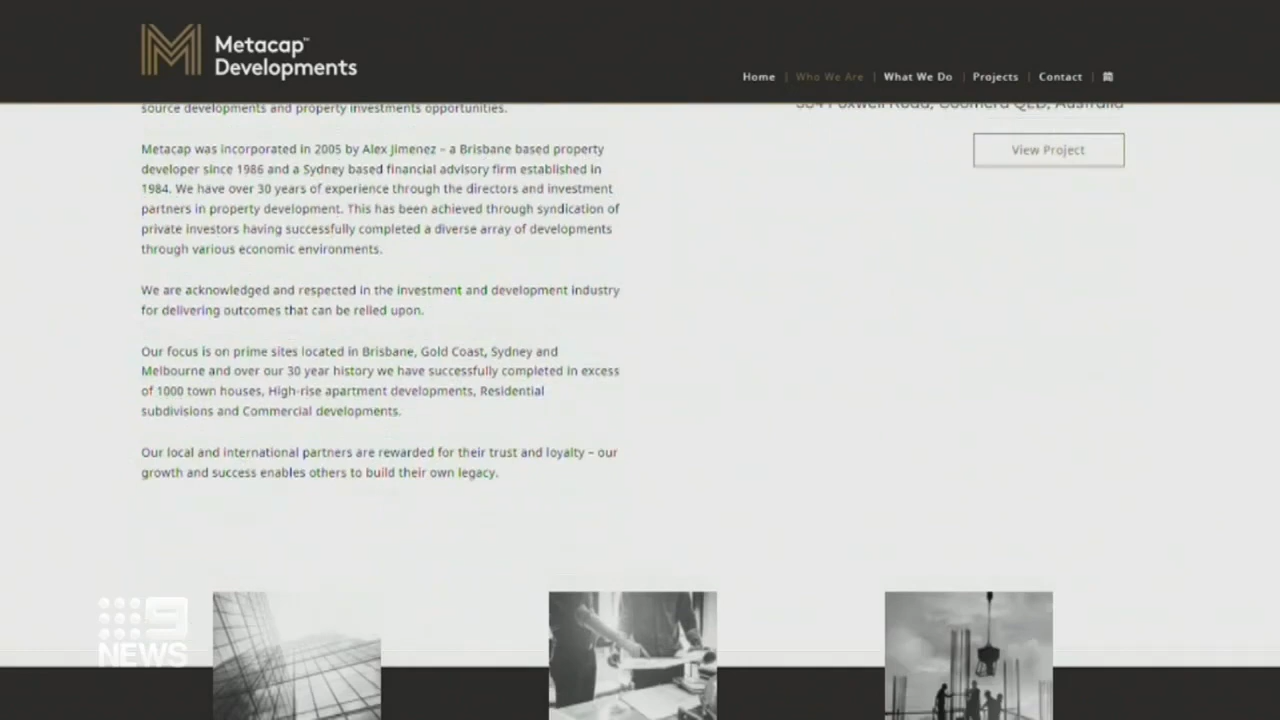 Metacap™
Developments
Home | Who We Are | What We Do | Projects | Contact | 简
source developments and property investments opportunities.
Foxwell Road, Coomera QLD, Australia
View Project
Metacap was incorporated in 2005 by Alex Jimenez – a Brisbane based property
developer since 1986 and a Sydney based financial advisory firm established in
1984. We have over 30 years of experience through the directors and investment
partners in property development. This has been achieved through syndication of
private investors having successfully completed a diverse array of developments
through various economic environments.
We are acknowledged and respected in the investment and development industry
for delivering outcomes that can be relied upon.
Our focus is on prime sites located in Brisbane, Gold Coast, Sydney and
Melbourne and over our 30 year history we have successfully completed in excess
of 1000 town houses, High-rise apartment developments, Residential
subdivisions and Commercial developments.
Our local and international partners are rewarded for their trust and loyalty – our
growth and success enables others to build their own legacy.
9
NEWS